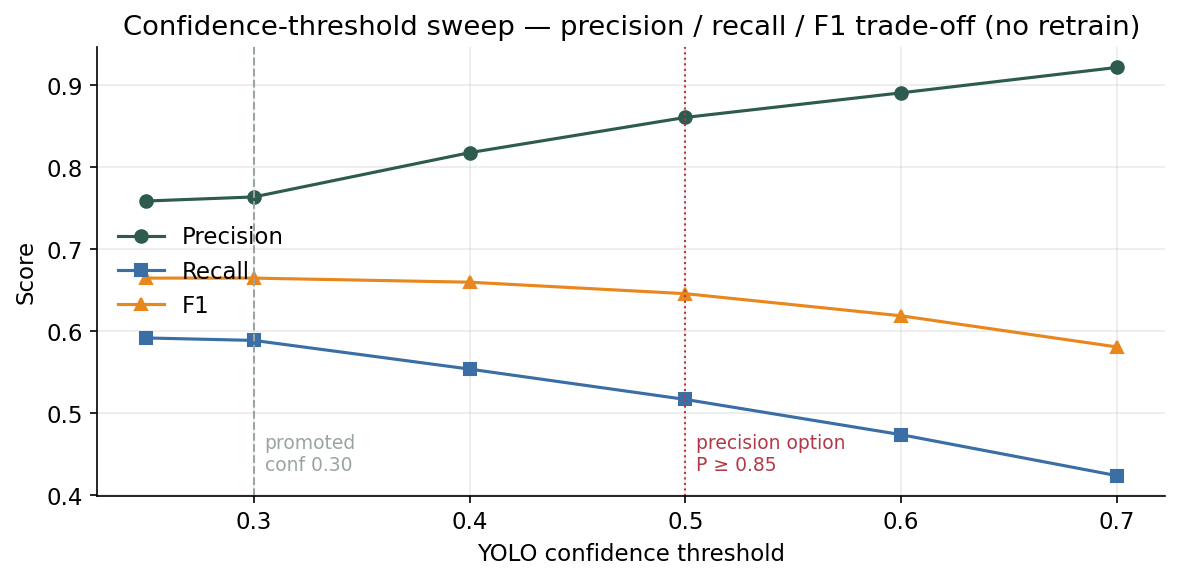 Confidence-threshold sweep — precision / recall / F1 trade-off (no retrain)
Score
0.9
0.8
0.7
0.6
0.5
0.4
Precision
Recall
F1
promoted
conf 0.30
precision option
P ≥ 0.85
0.3
0.4
0.5
0.6
0.7
YOLO confidence threshold